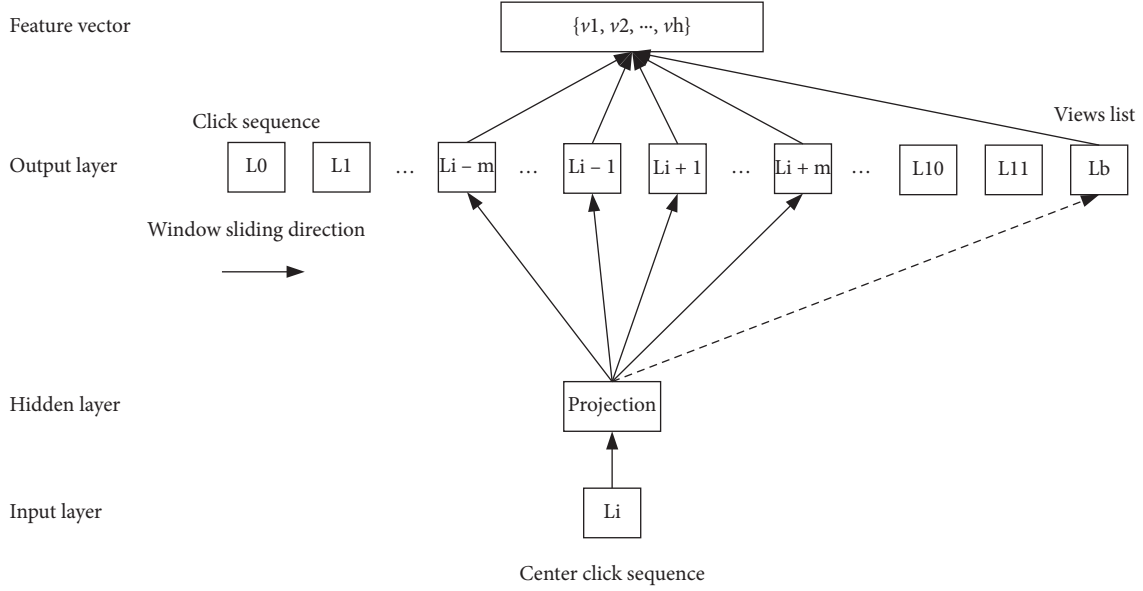 Feature vector
{v1, v2, ..., vh}
Click sequence
Views list
Output layer
L0
L1
...
Li – m
...
Li – 1
Li + 1
...
Li + m
...
L10
L11
Lb
Window sliding direction
Hidden layer
Projection
Input layer
Li
Center click sequence